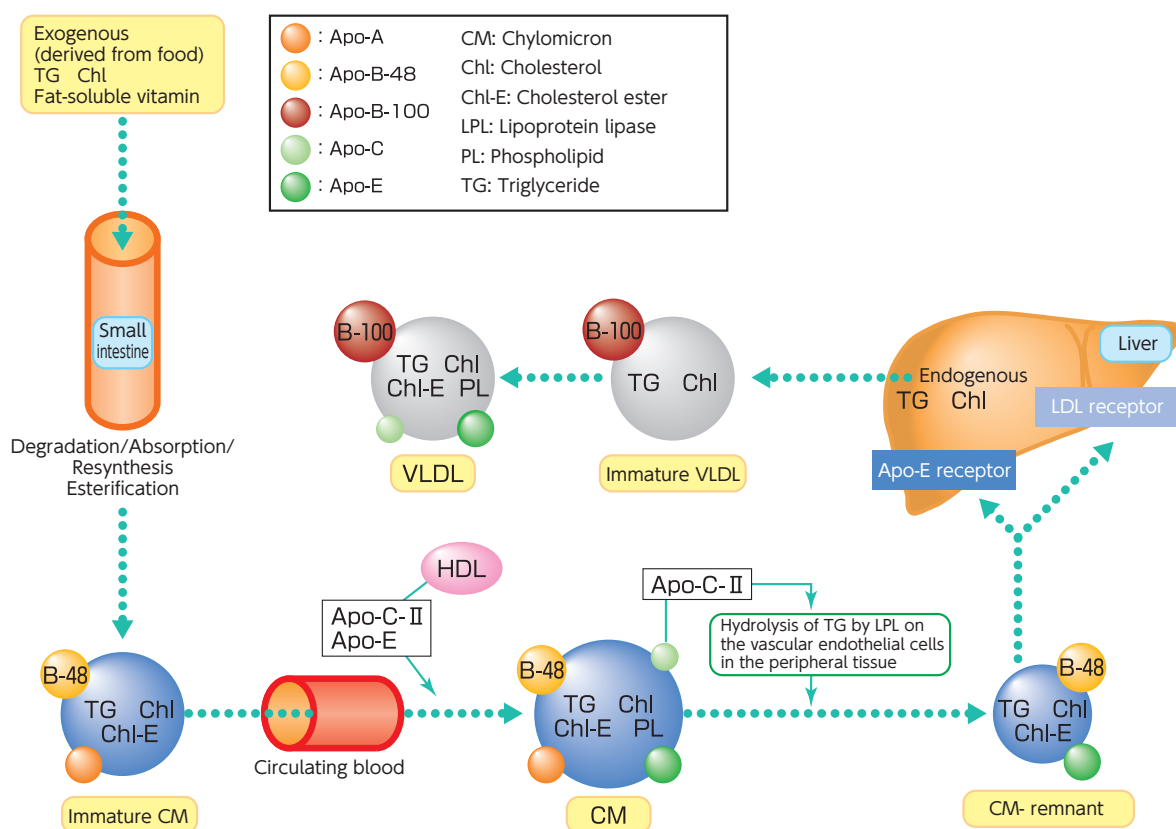 Exogenous
(derived from food)
TG Chl
Fat-soluble vitamin
: Apo-A
: Apo-B-48
: Apo-B-100
: Apo-C
: Apo-E
CM: Chylomicron
Chl: Cholesterol
Chl-E: Cholesterol ester
LPL: Lipoprotein lipase
PL: Phospholipid
TG: Triglyceride
Small
intestine
Degradation/Absorption/
Resynthesis
Esterification
B-100
TG Chl
Chl-E PL
VLDL
B-100
TG Chl
Immature VLDL
Liver
Endogenous
TG Chl
LDL receptor
Apo-E receptor
HDL
Apo-C-Ⅱ
Apo-E
Apo-C-Ⅱ
Hydrolysis of TG by LPL on
the vascular endothelial cells
in the peripheral tissue
B-48
TG Chl
Chl-E
Immature CM
Circulating blood
B-48
TG Chl
Chl-E PL
CM
B-48
TG Chl
Chl-E
CM- remnant